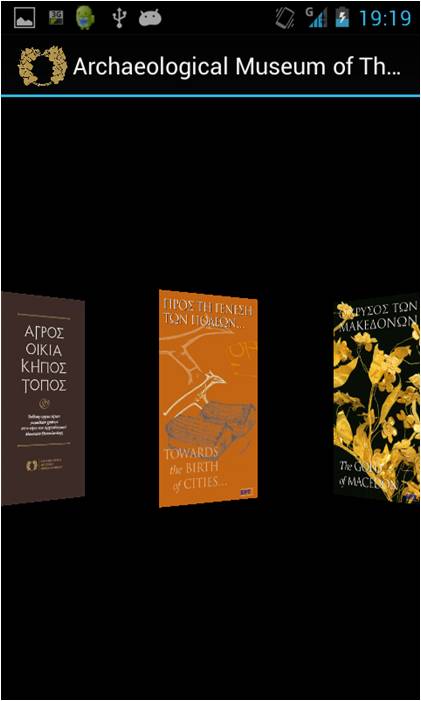 3G
G
19:19
Archaeological Museum of Th...
ΑΓΡΟΣ
ΟΙΚΙΑ
ΚΗΠΟΣ
ΤΟΠΟΣ
ΠΡΟΣ ΤΗ ΓΕΝΕΣΗ
ΤΩΝ ΠΟΛΕΩΝ...
TOWARDS
the BIRTH
of CITIES...
ΧΡΥΣΟΣ ΤΩΝ
ΜΑΚΕΔΟΝΩΝ
The GOLD
of MACEDON